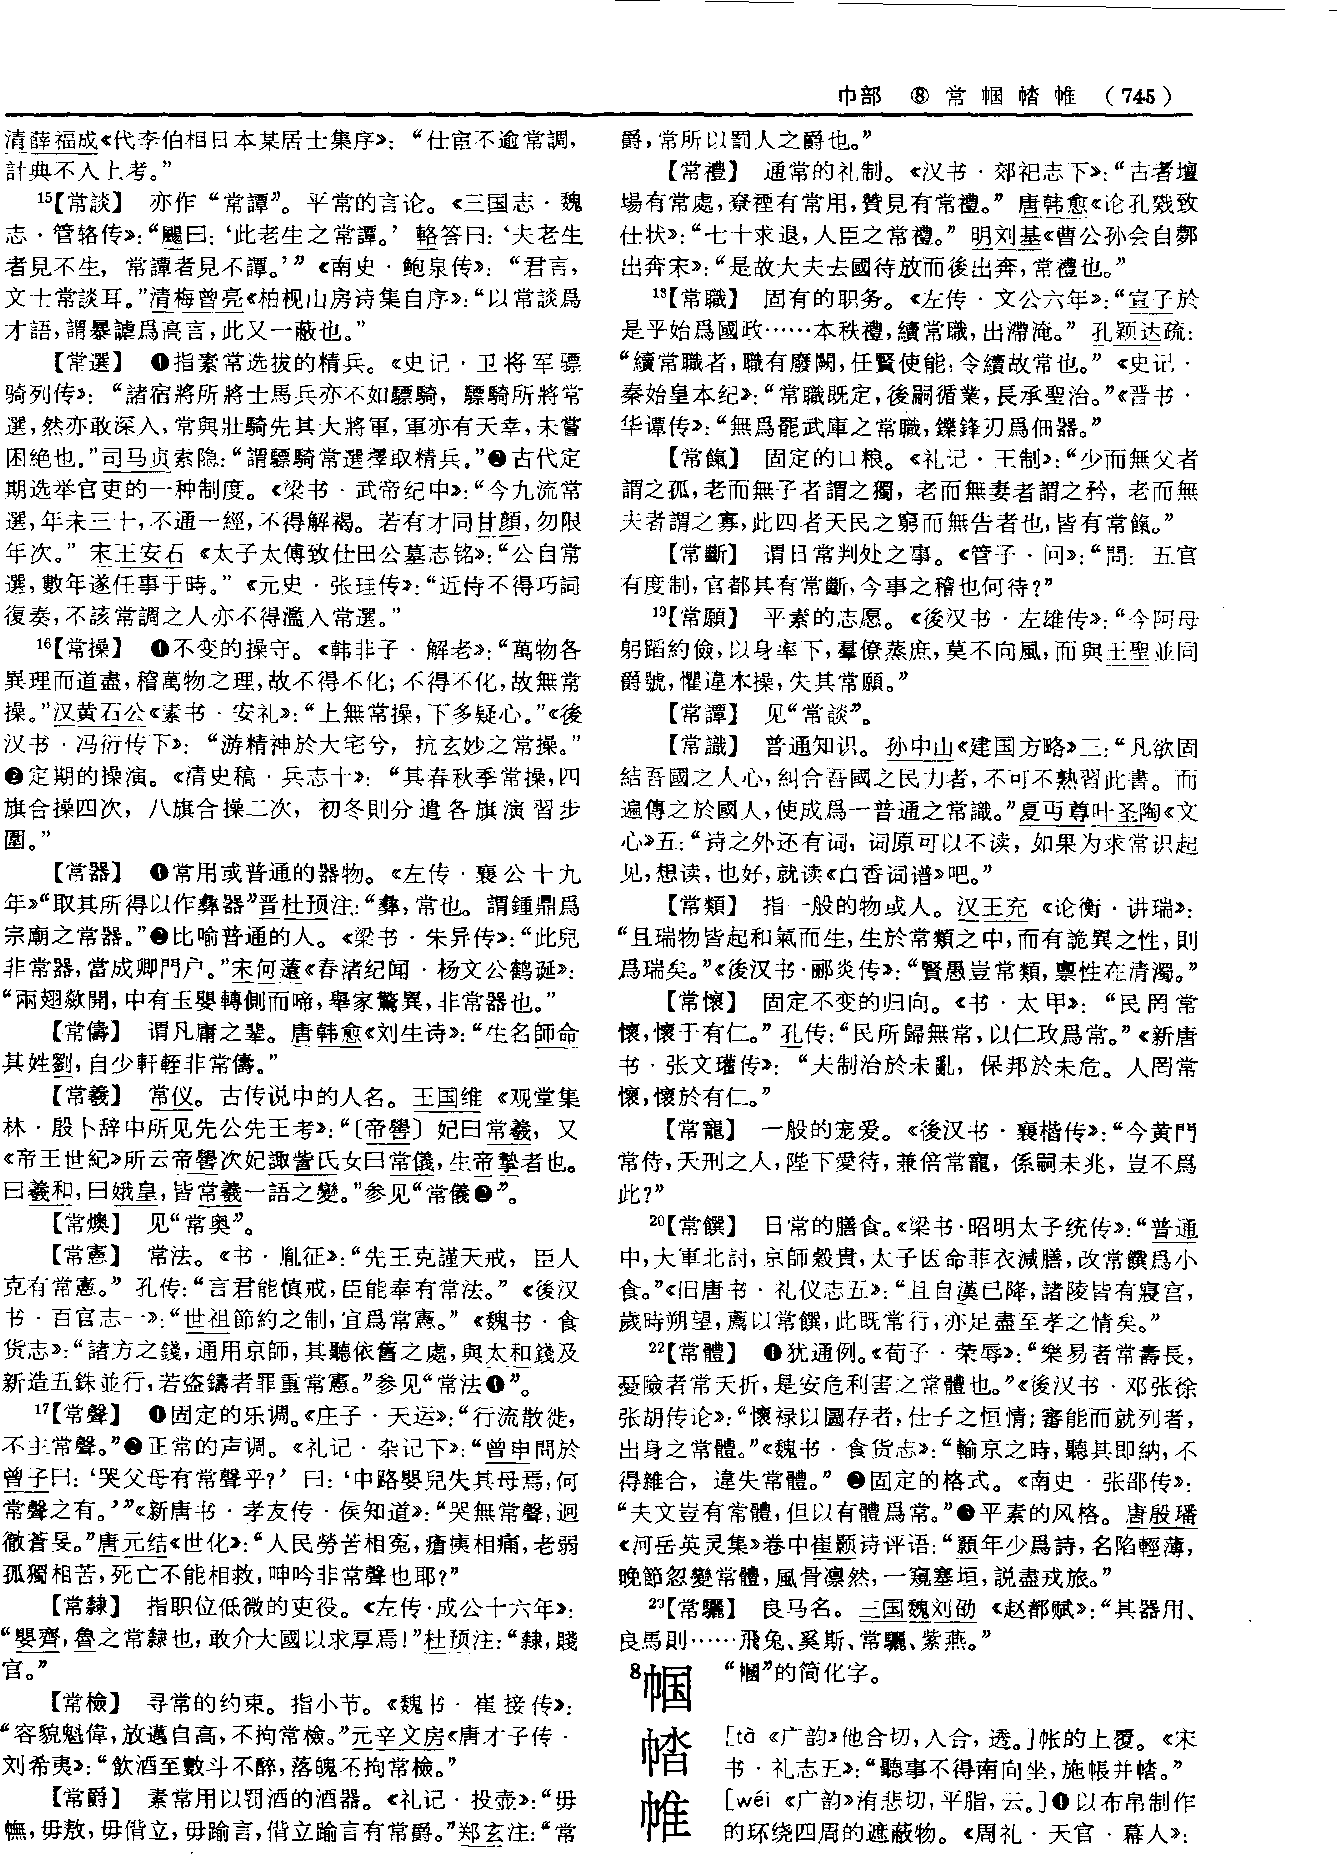 巾部 ⑧ 常 帼 㡺 帷 (745)
清薛福成《代李伯相日本某居士集序》：“仕宦不逾常調，
計典不入上考。”
15【常談】 亦作“常譚”。平常的言论。《三国志·魏
志·管辂传》：“颺曰：‘此老生之常譚。’ 輅答曰：‘夫老生
者見不生，常譚者見不譚。’”《南史·鲍泉传》：“君言，
文士常談耳。”清梅曾亮《柏枧山房诗集自序》：“以常談爲
才語，謂暴謔爲高言，此又一蔽也。”
【常選】 ❶指素常选拔的精兵。《史记·卫将军骠
骑列传》：“諸宿將所將士馬兵亦不如驃騎，驃騎所將常
選，然亦敢深入，常與壯騎先其大將軍，軍亦有天幸，未嘗
困絶也。”司马贞索隐：“謂驃騎常選擇取精兵。”❷古代定
期选举官吏的一种制度。《梁书·武帝纪中》：“今九流常
選，年未三十，不通一經，不得解褐。若有才同甘顔，勿限
年次。”宋王安石《太子太傅致仕田公墓志铭》：“公自常
選，數年遂任事于時。”《元史·张珪传》：“近侍不得巧詞
復奏，不該常調之人亦不得濫入常選。”
16【常操】 ❶不变的操守。《韩非子·解老》：“萬物各
異理而道盡，稽萬物之理，故不得不化；不得不化，故無常
操。”汉黄石公《素书·安礼》：“上無常操，下多疑心。”《後
汉书·冯衍传下》：“游精神於大宅兮，抗玄妙之常操。”
❷定期的操演。《清史稿·兵志十》：“其春秋季常操，四
旗合操四次，八旗合操二次，初冬則分遣各旗演習步
圍。”
【常器】 ❶常用或普通的器物。《左传·襄公十九
年》“取其所得以作彝器”晋杜预注：“彝，常也。謂鍾鼎爲
宗廟之常器。”❷比喻普通的人。《梁书·朱异传》：“此兒
非常器，當成卿門户。”宋何薳《春渚纪闻·杨文公鹤诞》：
“兩翅歘開，中有玉嬰轉側而啼，舉家驚異，非常器也。”
【常儔】 谓凡庸之辈。唐韩愈《刘生诗》：“生名師命
其姓劉，自少軒輊非常儔。”
【常羲】 常仪。古传说中的人名。王国维《观堂集
林·殷卜辞中所见先公先王考》：“〔帝嚳〕妃曰常羲，又
《帝王世紀》所云帝嚳次妃諏訾氏女曰常儀，生帝摯者也。
曰羲和，曰娥皇，皆常羲一語之變。”参见“常儀❷”。
【常燠】 见“常奥”。
【常憲】 常法。《书·胤征》：“先王克謹天戒，臣人
克有常憲。”孔传：“言君能慎戒，臣能奉有常法。”《後汉
书·百官志一》：“世祖節約之制，宜爲常憲。”《魏书·食
货志》：“諸方之錢，通用京師，其聽依舊之處，與太和錢及
新造五銖並行，若盗鑄者罪重常憲。”参见“常法❶”。
17【常聲】 ❶固定的乐调。《庄子·天运》：“行流散徙，
不主常聲。”❷正常的声调。《礼记·杂记下》：“曾申問於
曾子曰：‘哭父母有常聲乎？’曰：‘中路嬰兒失其母焉，何
常聲之有。’”《新唐书·孝友传·侯知道》：“哭無常聲，迥
徹蒼旻。”唐元结《世化》：“人民勞苦相冤，瘡痍相痛，老弱
孤獨相苦，死亡不能相救，呻吟非常聲也耶？”
【常隸】 指职位低微的吏役。《左传·成公十六年》：
“嬰齊，魯之常隸也，敢介大國以求厚焉！”杜预注：“隸，賤
官。”
【常檢】 寻常的约束。指小节。《魏书·崔接传》：
“容貌魁偉，放邁自高，不拘常檢。”元辛文房《唐才子传·
刘希夷》：“飲酒至數斗不醉，落魄不拘常檢。”
【常爵】 素常用以罚酒的酒器。《礼记·投壶》：“毋
憮，毋敖，毋偝立，毋踰言，偝立踰言有常爵。”郑玄注：“常
爵，常所以罰人之爵也。”
【常禮】 通常的礼制。《汉书·郊祀志下》：“古者壇
場有常處，尞禋有常用，贊見有常禮。”唐韩愈《论孔戣致
仕状》：“七十求退，人臣之常禮。”明刘基《曹公孙会自鄸
出奔宋》：“是故大夫去國待放而後出奔，常禮也。”
18【常職】 固有的职务。《左传·文公六年》：“宣子於
是乎始爲國政……本秩禮，續常職，出滯淹。”孔颖达疏：
“續常職者，職有廢闕，任賢使能，令續故常也。”《史记·
秦始皇本纪》：“常職既定，後嗣循業，長承聖治。”《晋书·
华谭传》：“無爲罷武庫之常職，鑠鋒刃爲佃器。”
【常餼】 固定的口粮。《礼记·王制》：“少而無父者
謂之孤，老而無子者謂之獨，老而無妻者謂之矜，老而無
夫者謂之寡，此四者天民之窮而無告者也，皆有常餼。”
【常斷】 谓日常判处之事。《管子·问》：“問：五官
有度制，官都其有常斷，今事之稽也何待？”
19【常願】 平素的志愿。《後汉书·左雄传》：“今阿母
躬蹈約儉，以身率下，羣僚蒸庶，莫不向風，而與王聖並同
爵號，懼違本操，失其常願。”
【常譚】 见“常談”。
【常識】 普通知识。孙中山《建国方略》三：“凡欲固
結吾國之人心，糾合吾國之民力者，不可不熟習此書。而
遍傳之於國人，使成爲一普通之常識。”夏丏尊叶圣陶《文
心》五：“诗之外还有词，词原可以不读，如果为求常识起
见，想读，也好，就读《白香词谱》吧。”
【常類】 指一般的物或人。汉王充《论衡·讲瑞》：
“且瑞物皆起和氣而生，生於常類之中，而有詭異之性，則
爲瑞矣。”《後汉书·郦炎传》：“賢愚豈常類，禀性在清濁。”
【常懷】 固定不变的归向。《书·太甲》：“民罔常
懷，懷于有仁。”孔传：“民所歸無常，以仁政爲常。”《新唐
书·张文瓘传》：“夫制治於未亂，保邦於未危。人罔常
懷，懷於有仁。”
【常寵】 一般的宠爱。《後汉书·襄楷传》：“今黄門
常侍，天刑之人，陛下愛待，兼倍常寵，係嗣未兆，豈不爲
此？”
20【常饌】 日常的膳食。《梁书·昭明太子统传》：“普通
中，大軍北討，京師穀貴，太子因命菲衣減膳，改常饌爲小
食。”《旧唐书·礼仪志五》：“且自漢已降，諸陵皆有寢宫，
歲時朔望，薦以常饌，此既常行，亦足盡至孝之情矣。”
22【常體】 ❶犹通例。《荀子·荣辱》：“樂易者常壽長，
憂險者常夭折，是安危利害之常體也。”《後汉书·邓张徐
张胡传论》：“懷禄以圖存者，仕子之恒情；審能而就列者，
出身之常體。”《魏书·食货志》：“輸京之時，聽其即納，不
得雜合，違失常體。”❷固定的格式。《南史·张邵传》：
“夫文豈有常體，但以有體爲常。”❸平素的风格。唐殷璠
《河岳英灵集》卷中崔颢诗评语：“顥年少爲詩，名陷輕薄，
晚節忽變常體，風骨凛然，一窺塞垣，説盡戎旅。”
23【常驪】 良马名。三国魏刘劭《赵都赋》：“其器用、
良馬則……飛兔、奚斯、常驪、紫燕。”
8帼 “幗”的简化字。
㡺 [tà《广韵》他合切，入合，透。]帐的上覆。《宋
书·礼志五》：“聽事不得南向坐，施帳并㡺。”
帷 [wéi《广韵》洧悲切，平脂，云。]❶以布帛制作
的环绕四周的遮蔽物。《周礼·天官·幕人》：